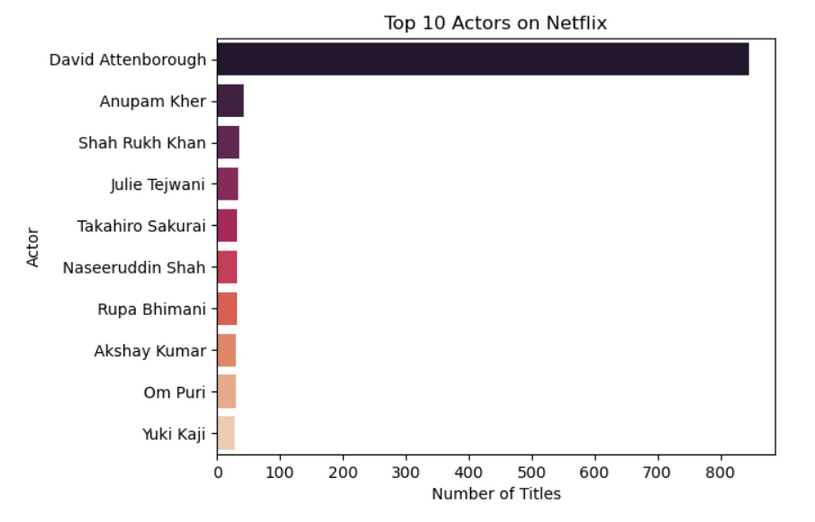 Top 10 Actors on Netflix
Actor
David Attenborough
Anupam Kher
Shah Rukh Khan
Julie Tejwani
Takahiro Sakurai
Naseeruddin Shah
Rupa Bhimani
Akshay Kumar
Om Puri
Yuki Kaji
0 100 200 300 400 500 600 700 800
Number of Titles